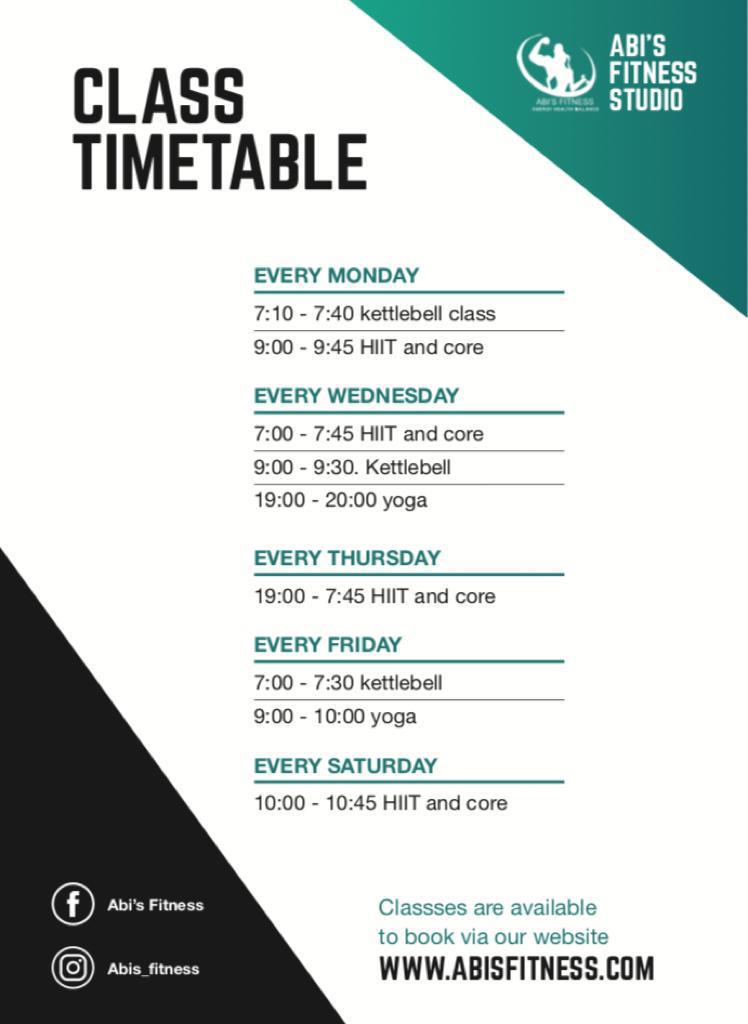 CLASS
TIMETABLE
ABI'S
FITNESS
STUDIO
ABI'S FITNESS
ENERGY HEALTH BALANCE
EVERY MONDAY
7:10 - 7:40 kettlebell class
9:00 - 9:45 HIIT and core
EVERY WEDNESDAY
7:00 - 7:45 HIIT and core
9:00 - 9:30. Kettlebell
19:00 - 20:00 yoga
EVERY THURSDAY
19:00 - 7:45 HIIT and core
EVERY FRIDAY
7:00 - 7:30 kettlebell
9:00 - 10:00 yoga
EVERY SATURDAY
10:00 - 10:45 HIIT and core
Abi's Fitness
Abis_fitness
Classses are available
to book via our website
WWW.ABISFITNESS.COM